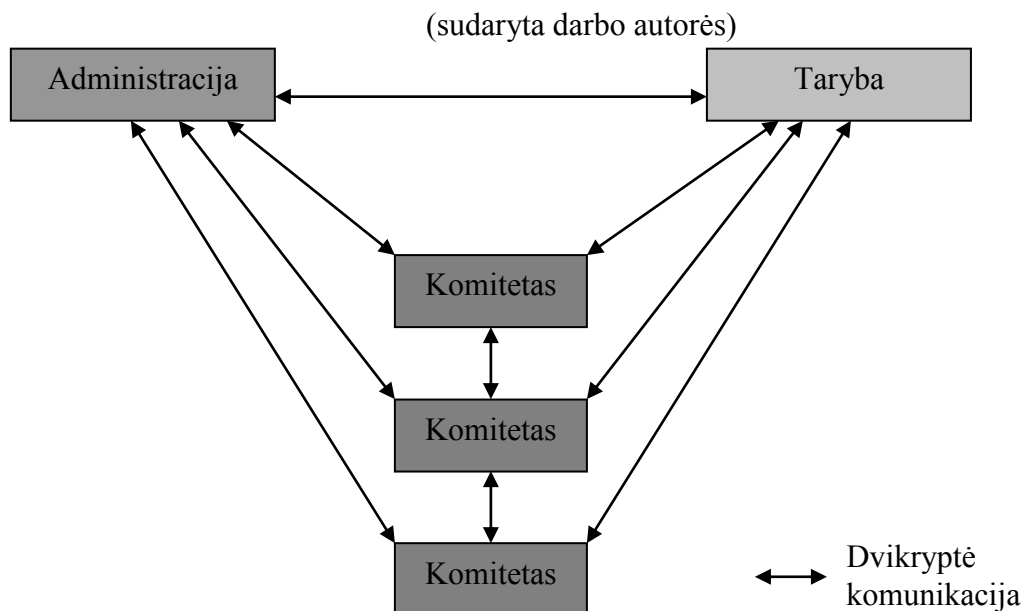 (sudaryta darbo autorės)
Administracija
Taryba
Komitetas
Komitetas
Komitetas
Dvikryptė
komunikacija